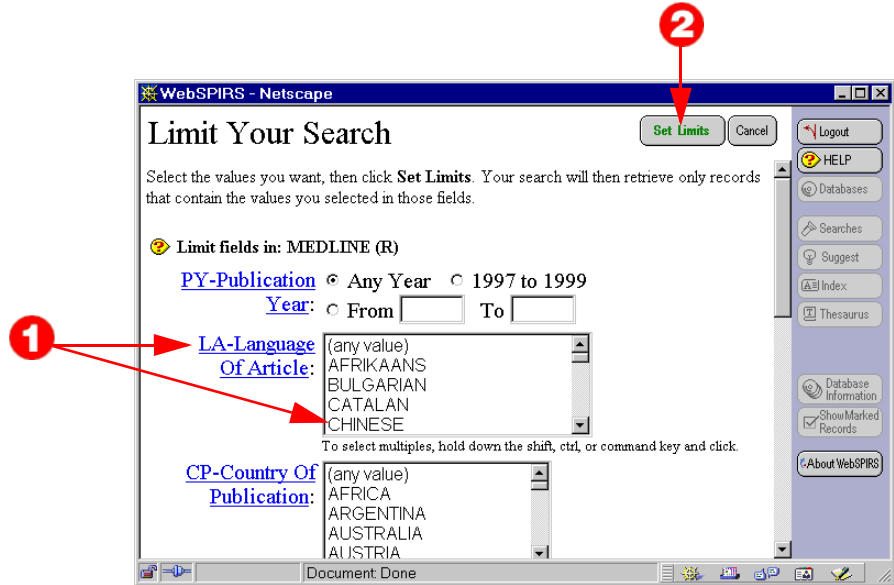 2
WebSPIRS - Netscape
Limit Your Search
Set Limits
Cancel
Select the values you want, then click Set Limits. Your search will then retrieve only records
that contain the values you selected in those fields.
Limit fields in: MEDLINE (R)
PY-Publication
Year:
Any Year
1997 to 1999
From
To
1
LA-Language
Of Article:
(any value)
AFRIKAANS
BULGARIAN
CATALAN
CHINESE
To select multiples, hold down the shift, ctrl, or command key and click.
CP-Country Of
Publication:
(any value)
AFRICA
ARGENTINA
AUSTRALIA
AUSTRIA
Logout
HELP
Databases
Searches
Suggest
Index
Thesaurus
Database
Information
Show Marked
Records
About WebSPIRS
Document: Done